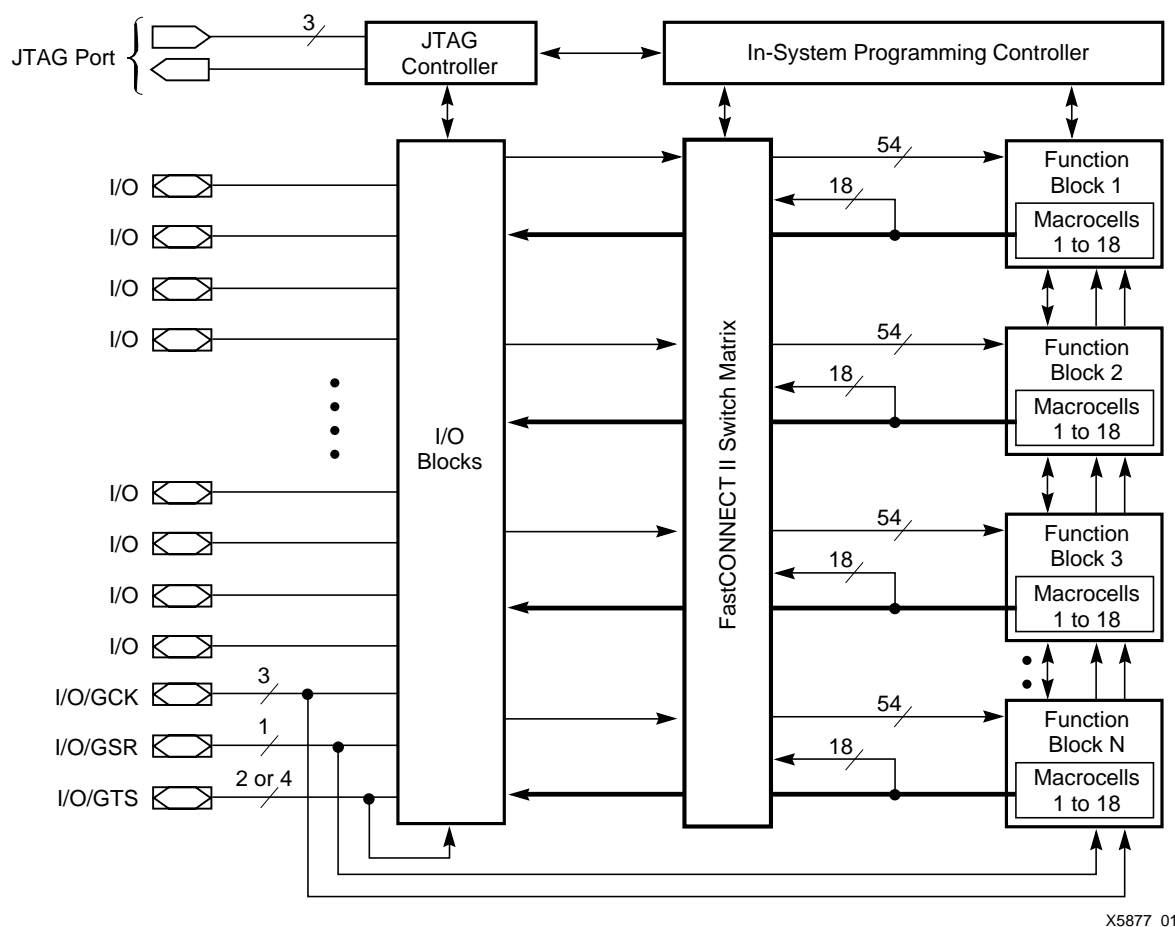 JTAG Port
3
JTAG
Controller
In-System Programming Controller
I/O
I/O
I/O
I/O
I/O
I/O
I/O
I/O
I/O/GCK
3
I/O/GSR
1
I/O/GTS
2 or 4
I/O
Blocks
FastCONNECT II Switch Matrix
54
18
Function
Block 1
Macrocells
1 to 18
54
18
Function
Block 2
Macrocells
1 to 18
54
18
Function
Block 3
Macrocells
1 to 18
54
18
Function
Block N
Macrocells
1 to 18
X5877_01